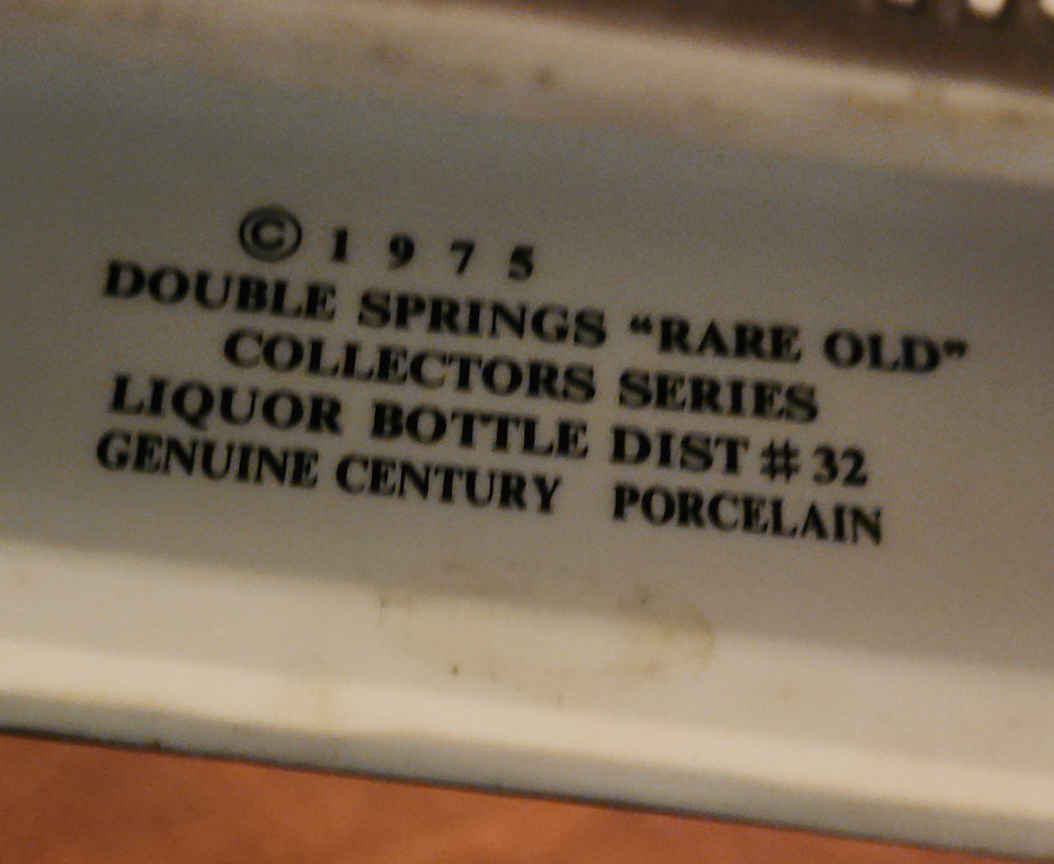 © 1975
DOUBLE SPRINGS “RARE OLD”
COLLECTORS SERIES
LIQUOR BOTTLE DIST # 32
GENUINE CENTURY PORCELAIN